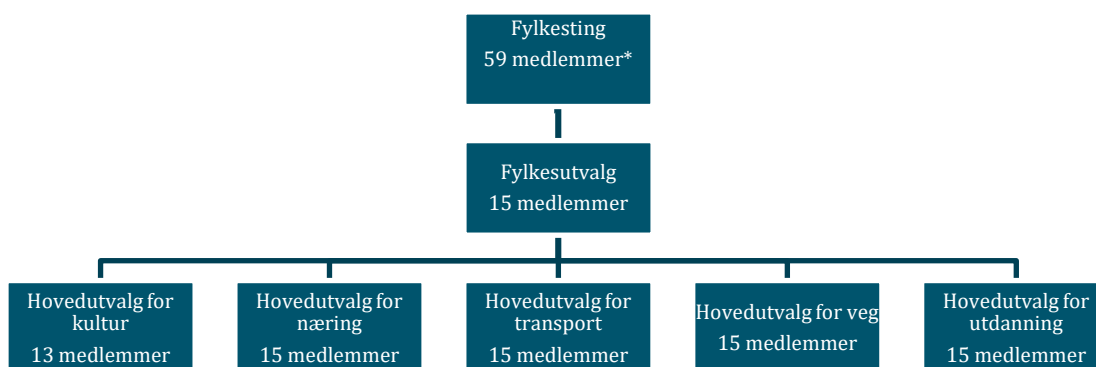 Fylkesting
59 medlemmer*
Fylkesutvalg
15 medlemmer
Hovedutvalg for
kultur
13 medlemmer
Hovedutvalg for
næring
15 medlemmer
Hovedutvalg for
transport
15 medlemmer
Hovedutvalg for veg
15 medlemmer
Hovedutvalg for
utdanning
15 medlemmer